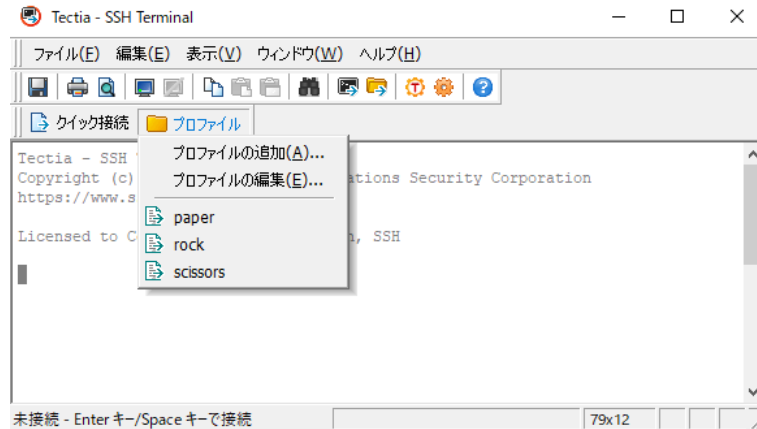 Tectia - SSH Terminal
ファイル(F) 編集(E) 表示(V) ウィンドウ(W) ヘルプ(H)
クイック接続 プロファイル
プロファイルの追加(A)...
プロファイルの編集(E)...
paper
rock
scissors
Tectia - SSH
Copyright (c) ations Security Corporation
https://www.s
Licensed to C , SSH
未接続 - Enter キー/Space キーで接続 79x12